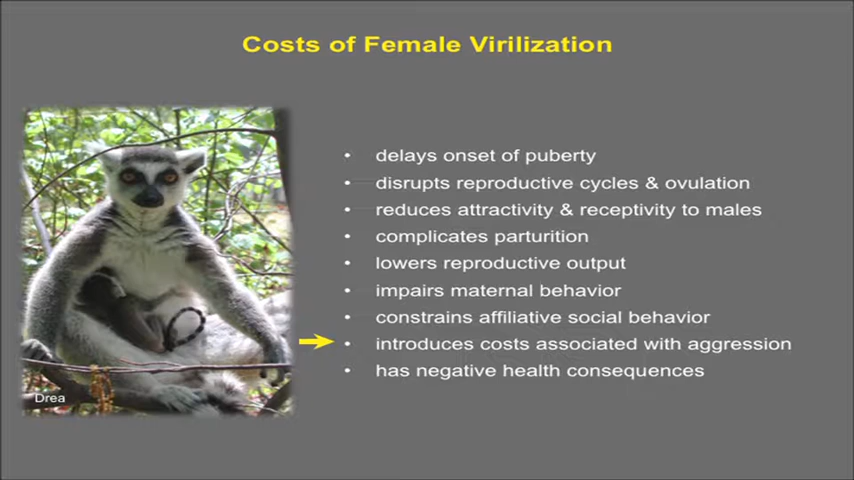 Costs of Female Virilization
• delays onset of puberty
• disrupts reproductive cycles & ovulation
• reduces attractivity & receptivity to males
• complicates parturition
• lowers reproductive output
• impairs maternal behavior
• constrains affiliative social behavior
• introduces costs associated with aggression
• has negative health consequences
Drea